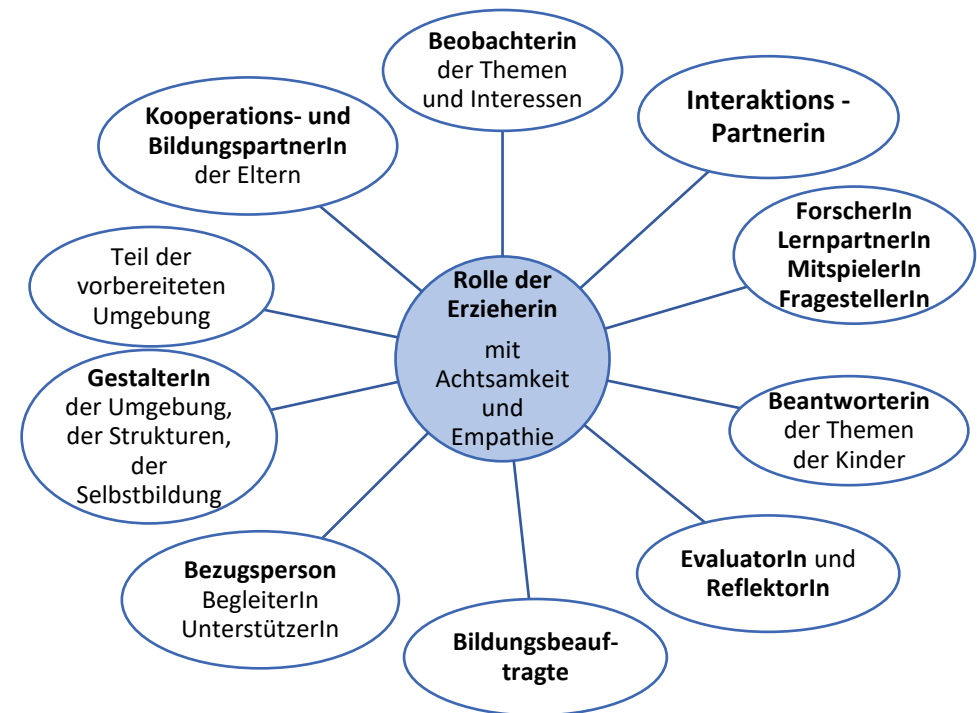 Beobachterin
der Themen
und Interessen
Interaktions -
Partnerin
ForscherIn
LernpartnerIn
MitspielerIn
FragestellerIn
Beantworterin
der Themen
der Kinder
EvaluatorIn und
ReflektorIn
Bildungsbeauf-
tragte
Bezugsperson
BegleiterIn
UnterstützerIn
GestalterIn
der Umgebung,
der Strukturen,
der
Selbstbildung
Teil der
vorbereiteten
Umgebung
Kooperations- und
BildungspartnerIn
der Eltern
Rolle der
Erzieherin
mit
Achtsamkeit
und
Empathie